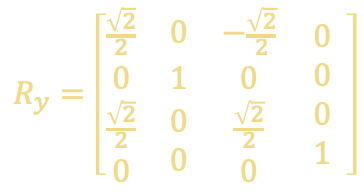 R_y = [ √2/2 0 −√2/2 0
0 1 0 0
√2/2 0 √2/2 0
0 0 0 1 ]